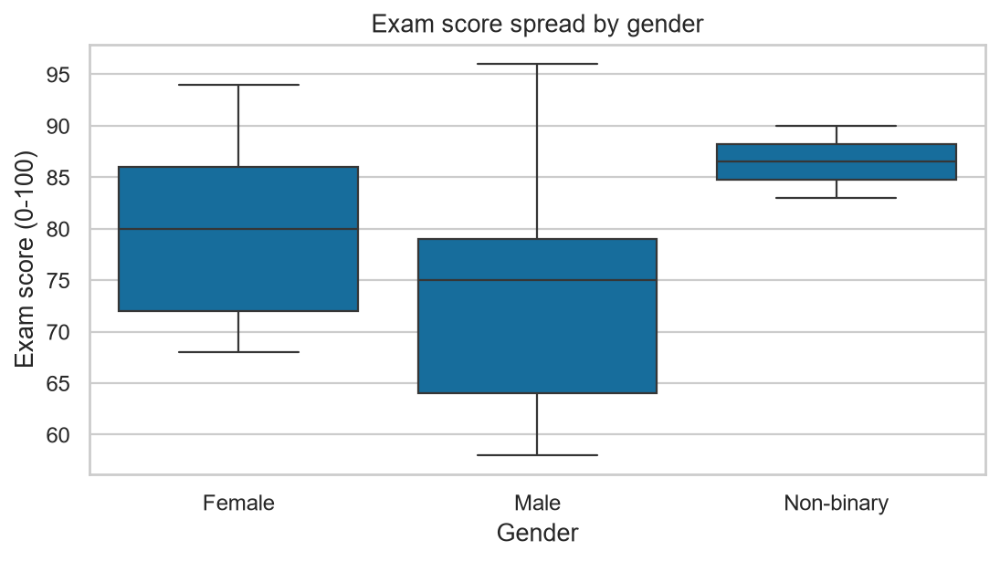 Exam score spread by gender
Exam score (0-100)
95
90
85
80
75
70
65
60
Female
Male
Non-binary
Gender